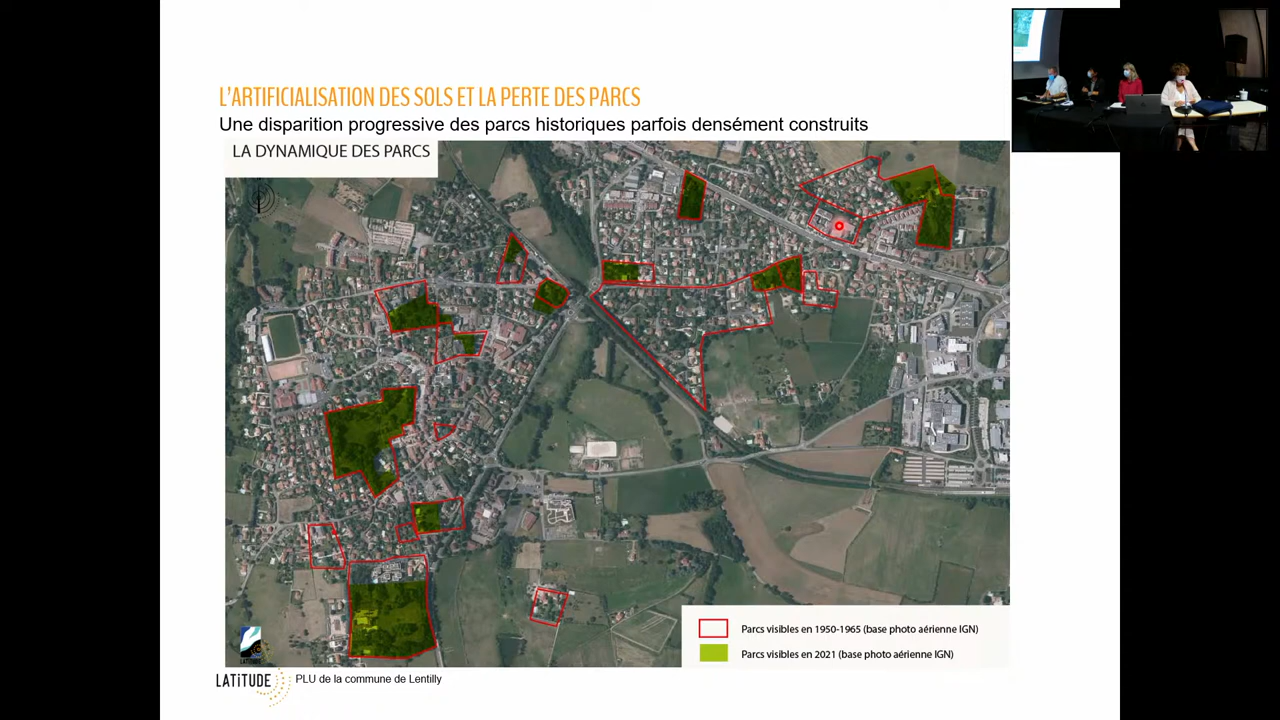 L'ARTIFICIALISATION DES SOLS ET LA PERTE DES PARCS
Une disparition progressive des parcs historiques parfois densément construits
LA DYNAMIQUE DES PARCS
Parcs visibles en 1950-1965 (base photo aérienne IGN)
Parcs visibles en 2021 (base photo aérienne IGN)
LATITUDE
LATiTUDE
PLU de la commune de Lentilly